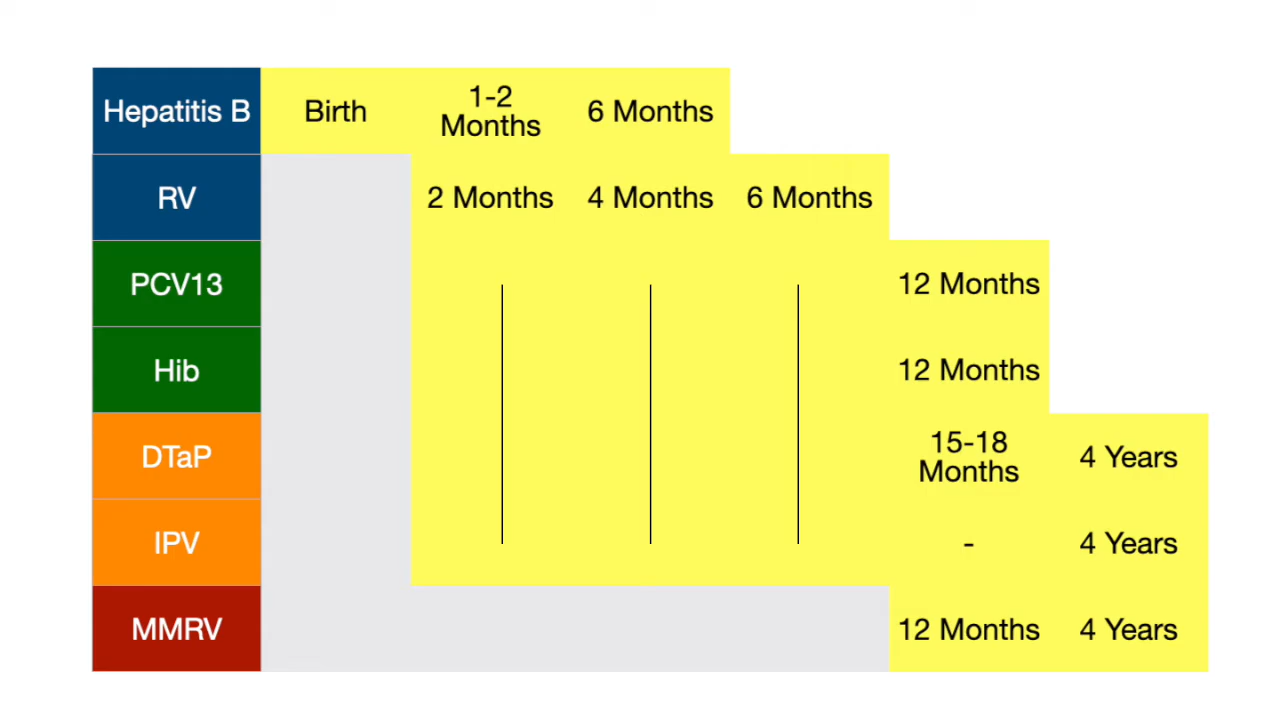 Hepatitis B Birth 1-2 Months 6 Months
RV 2 Months 4 Months 6 Months
PCV13 12 Months
Hib 12 Months
DTaP 15-18 Months 4 Years
IPV - 4 Years
MMRV 12 Months 4 Years